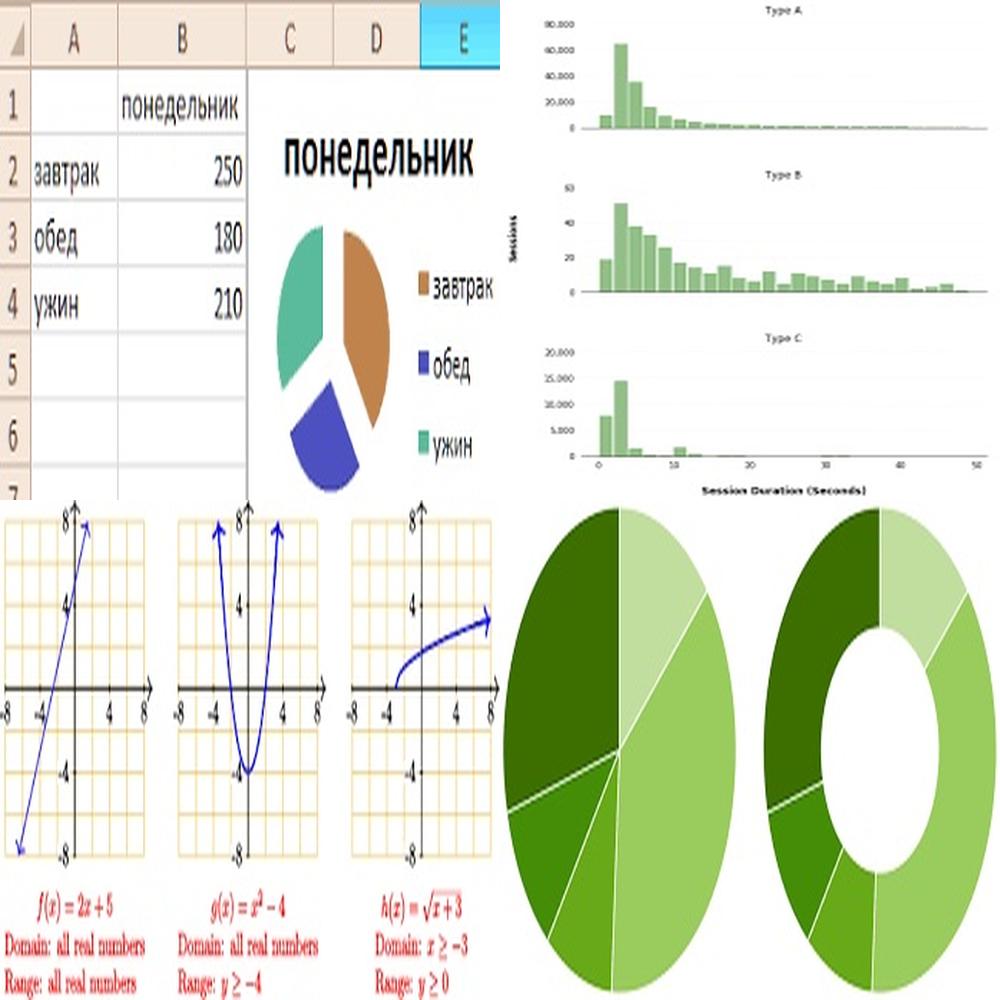 A B C D E
1 понедельник
2 завтрак 250
3 обед 180
4 ужин 210
5
6
7
понедельник
завтрак
обед
ужин
Type A
80,000
60,000
40,000
20,000
0
Type B
60
40
20
0
Sessions
Type C
20,000
15,000
10,000
5,000
0
0 10 20 30 40 50
Session Duration (Seconds)
8
4
-8 -4 4 8
-4
-8
f(x) = 2x + 5
Domain: all real numbers
Range: all real numbers
8
4
-8 -4 4 8
-4
-8
g(x) = x² − 4
Domain: all real numbers
Range: y ≥ −4
8
4
-8 -4 4 8
-4
-8
h(x) = √x + 3
Domain: x ≥ −3
Range: y ≥ 0